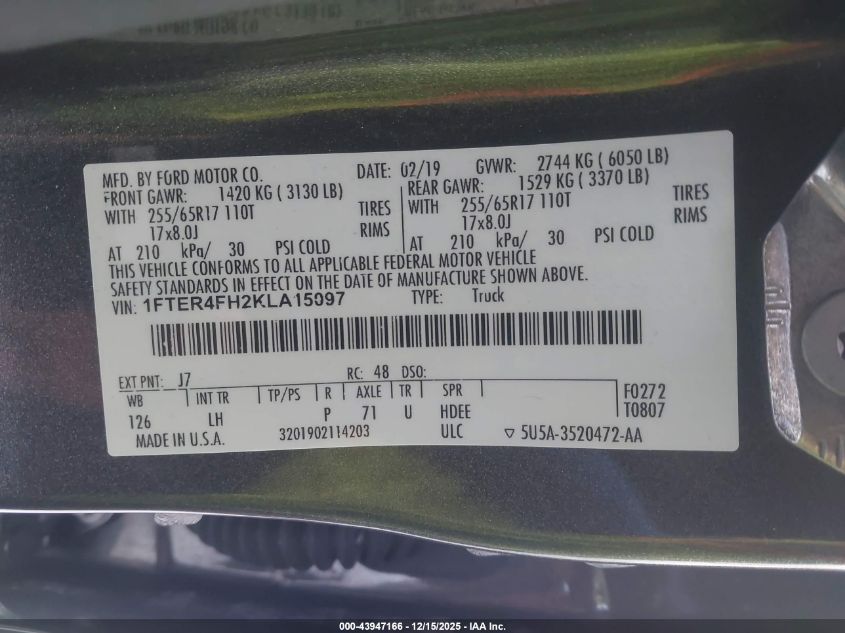 MFD. BY FORD MOTOR CO. DATE: 02/19 GVWR: 2744 KG ( 6050 LB)
FRONT GAWR: 1420 KG ( 3130 LB) REAR GAWR: 1529 KG ( 3370 LB)
WITH 255/65R17 110T TIRES WITH 255/65R17 110T TIRES
17x8.0J RIMS 17x8.0J RIMS
AT 210 kPa/ 30 PSI COLD AT 210 kPa/ 30 PSI COLD
THIS VEHICLE CONFORMS TO ALL APPLICABLE FEDERAL MOTOR VEHICLE
SAFETY STANDARDS IN EFFECT ON THE DATE OF MANUFACTURE SHOWN ABOVE.
VIN: 1FTER4FH2KLA15097 TYPE: Truck
EXT PNT: J7 RC: 48 DSO:
WB INT TR TP/PS R AXLE TR SPR F0272
126 LH P 71 U HDEE T0807
MADE IN U.S.A. 3201902114203 ULC ▽ 5U5A-3520472-AA
000-43947166 - 12/15/2025 - IAA Inc.